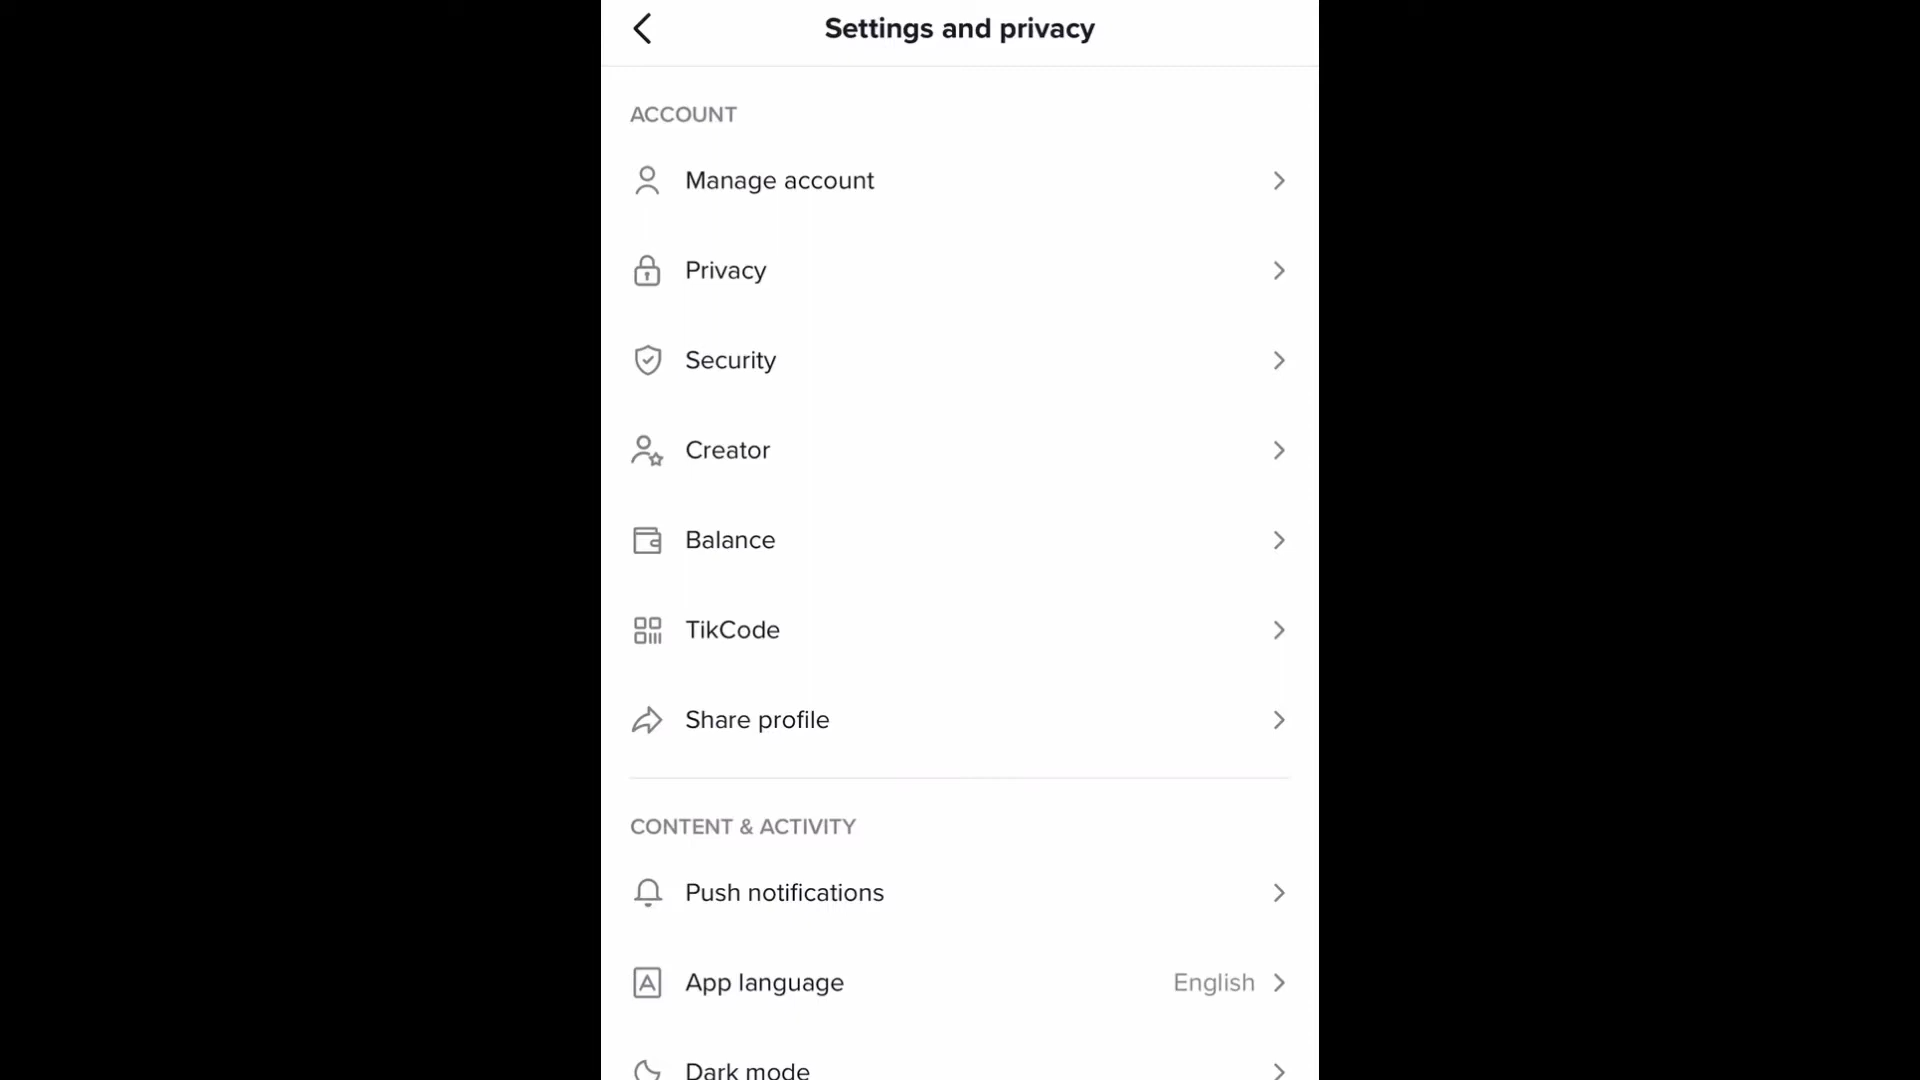 Settings and privacy
ACCOUNT
Manage account
Privacy
Security
Creator
Balance
TikCode
Share profile
CONTENT & ACTIVITY
Push notifications
App language English
Dark mode